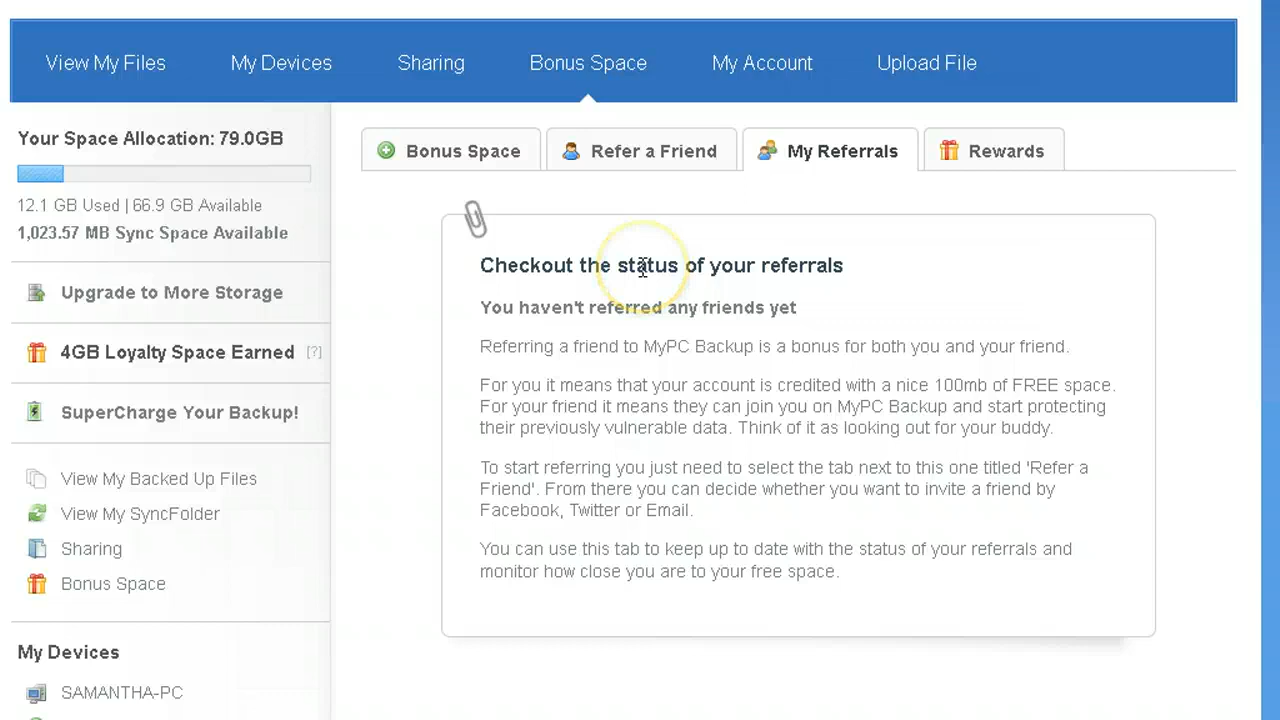 View My Files My Devices Sharing Bonus Space My Account Upload File
Your Space Allocation: 79.0GB
12.1 GB Used | 66.9 GB Available
1,023.57 MB Sync Space Available
Upgrade to More Storage
4GB Loyalty Space Earned [?]
SuperCharge Your Backup!
View My Backed Up Files
View My SyncFolder
Sharing
Bonus Space
My Devices
SAMANTHA-PC
Bonus Space Refer a Friend My Referrals Rewards
Checkout the status of your referrals
You haven't referred any friends yet
Referring a friend to MyPC Backup is a bonus for both you and your friend.
For you it means that your account is credited with a nice 100mb of FREE space.
For your friend it means they can join you on MyPC Backup and start protecting
their previously vulnerable data. Think of it as looking out for your buddy.
To start referring you just need to select the tab next to this one titled 'Refer a
Friend'. From there you can decide whether you want to invite a friend by
Facebook, Twitter or Email.
You can use this tab to keep up to date with the status of your referrals and
monitor how close you are to your free space.